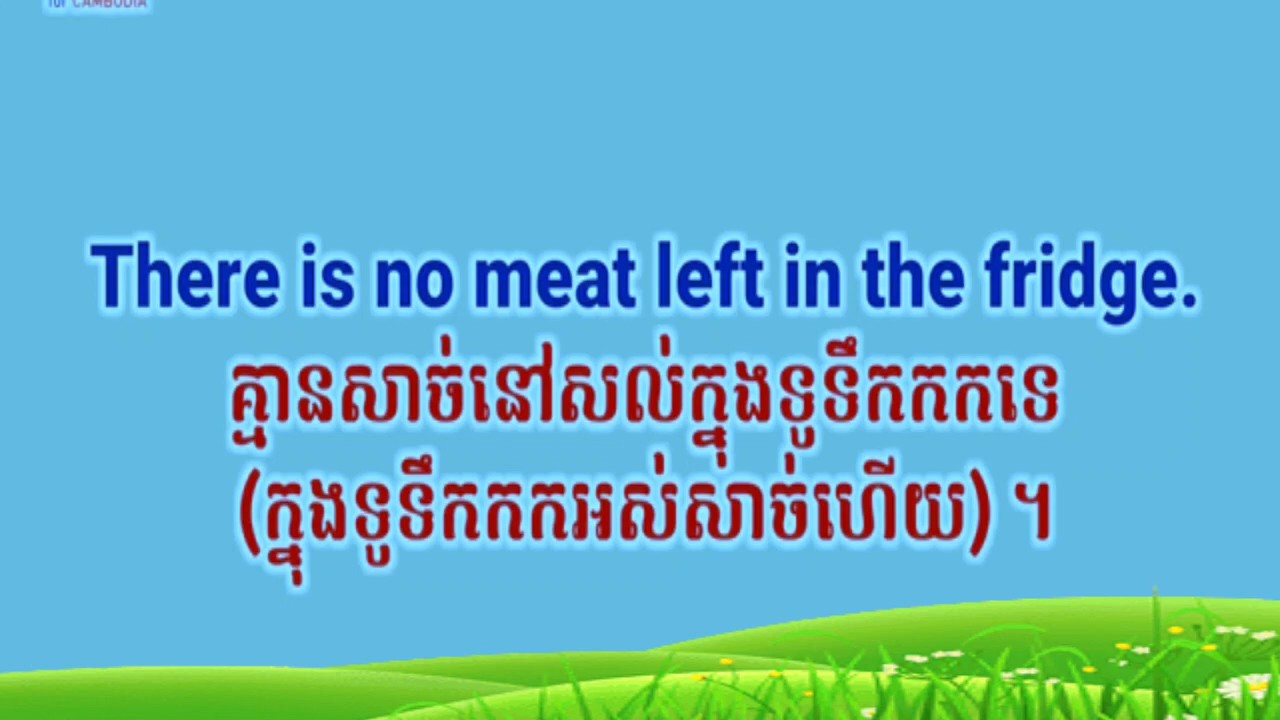 for CAMBODIA
There is no meat left in the fridge.
គ្មានសាច់នៅសល់ក្នុងទូទឹកកកទេ
(ក្នុងទូទឹកកកអស់សាច់ហើយ) ។